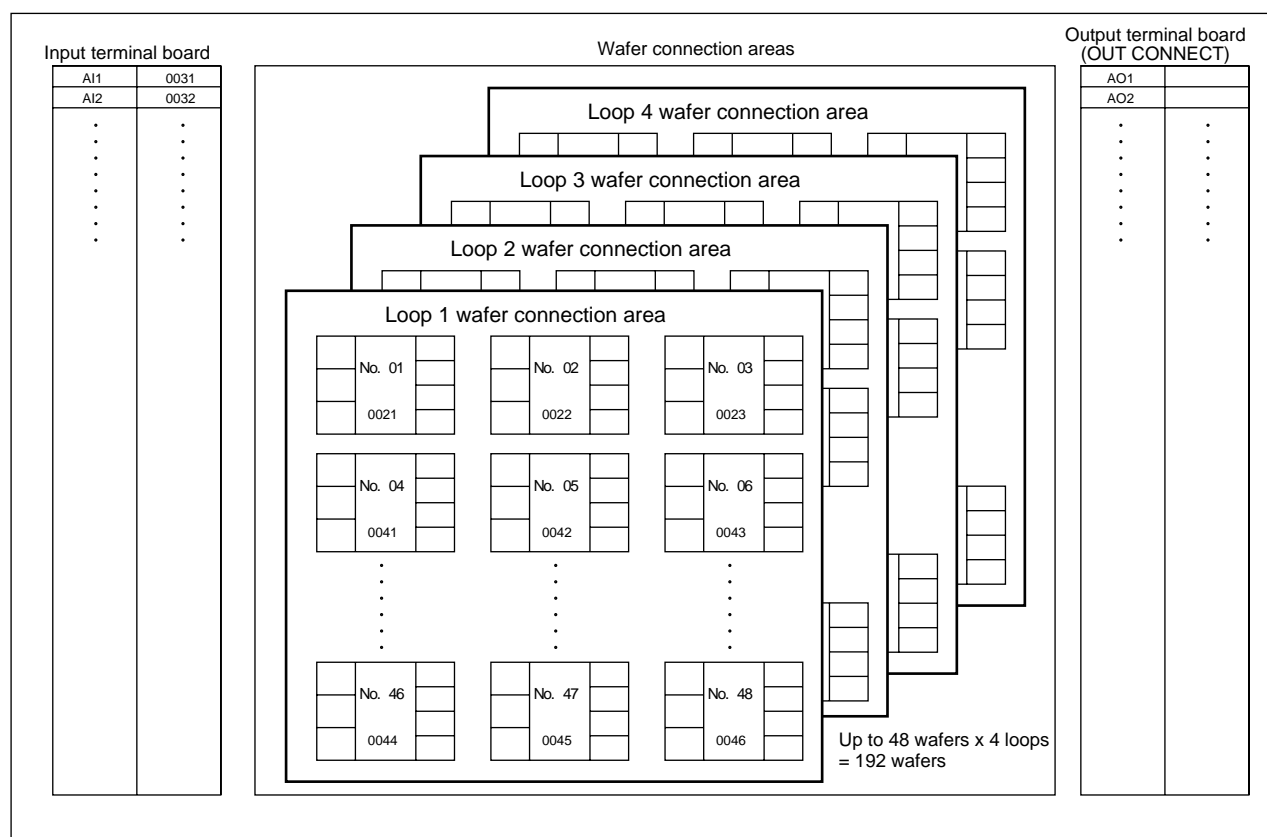 Input terminal board
AI1 0031
AI2 0032
Wafer connection areas
Output terminal board
(OUT CONNECT)
AO1
AO2
Loop 4 wafer connection area
Loop 3 wafer connection area
Loop 2 wafer connection area
Loop 1 wafer connection area
No. 01 No. 02 No. 03
0021 0022 0023
No. 04 No. 05 No. 06
0041 0042 0043
No. 46 No. 47 No. 48
0044 0045 0046
Up to 48 wafers x 4 loops
= 192 wafers